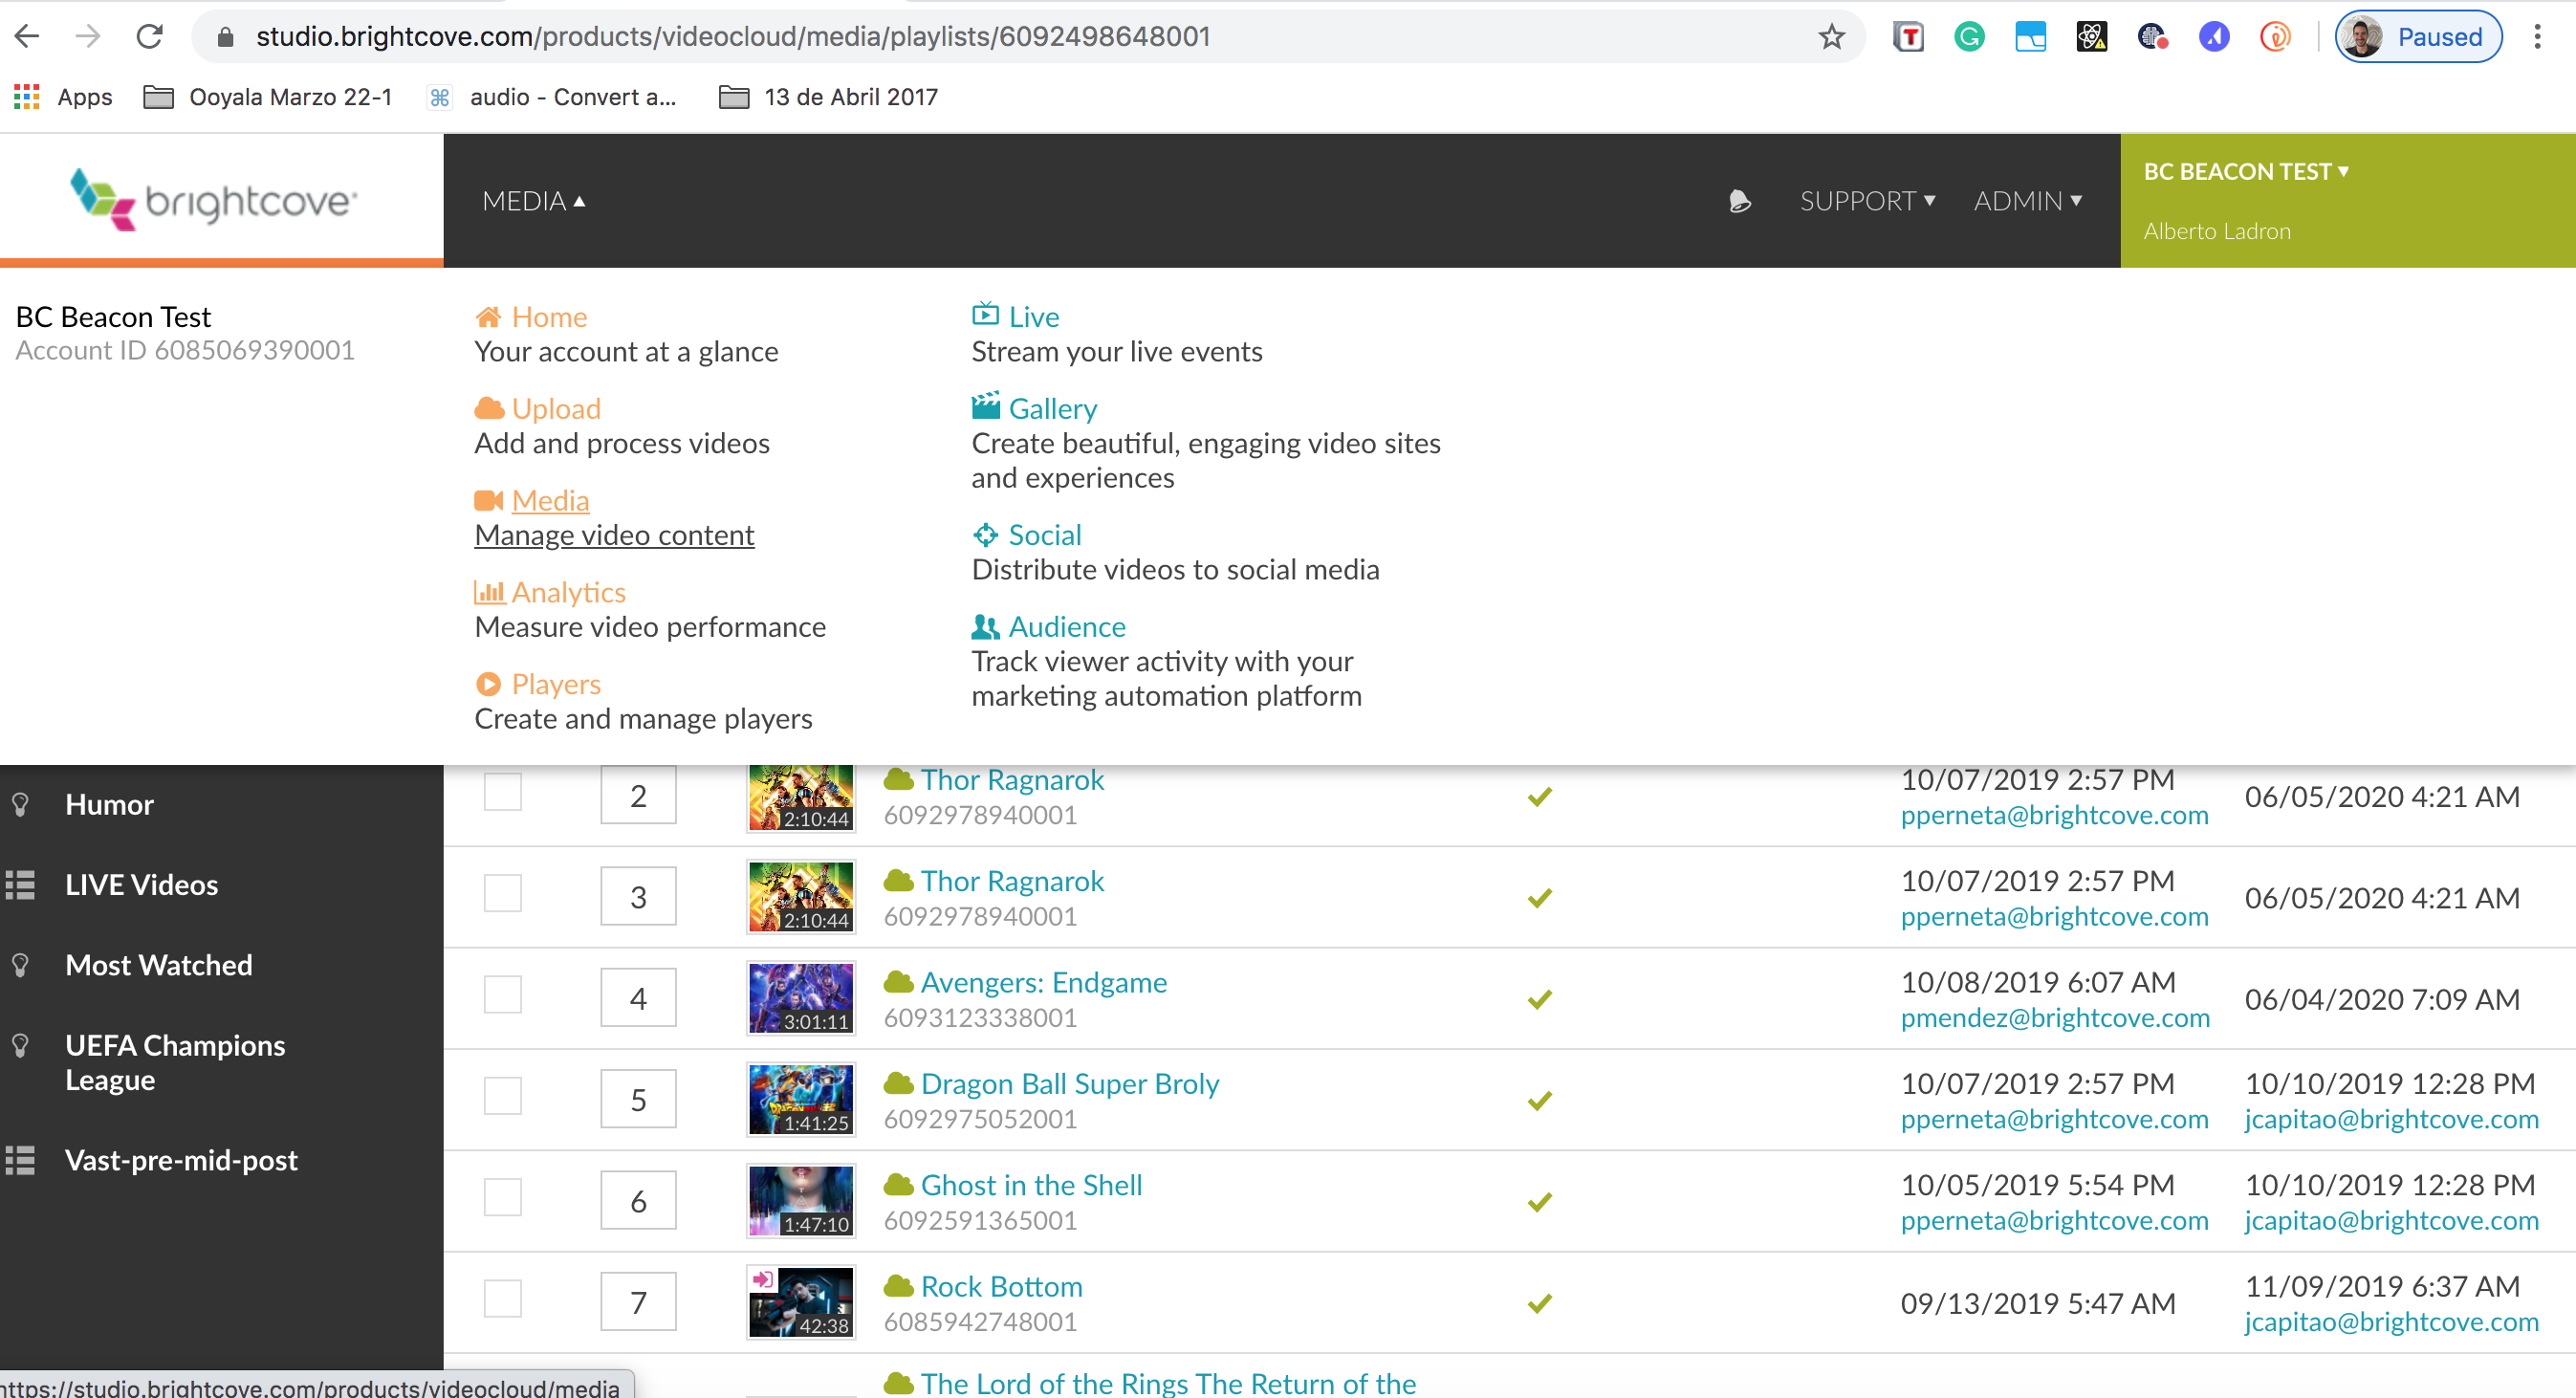 studio.brightcove.com/products/videocloud/media/playlists/6092498648001
Paused
Apps
Ooyala Marzo 22-1
audio - Convert a...
13 de Abril 2017
brightcove
MEDIA ▲
SUPPORT ▼
ADMIN ▼
BC BEACON TEST ▼
Alberto Ladron
BC Beacon Test
Account ID 6085069390001
Home
Your account at a glance
Upload
Add and process videos
Media
Manage video content
Analytics
Measure video performance
Players
Create and manage players
Live
Stream your live events
Gallery
Create beautiful, engaging video sites
and experiences
Social
Distribute videos to social media
Audience
Track viewer activity with your
marketing automation platform
Humor
LIVE Videos
Most Watched
UEFA Champions
League
Vast-pre-mid-post
2
2:10:44
Thor Ragnarok
6092978940001
10/07/2019 2:57 PM
pperneta@brightcove.com
06/05/2020 4:21 AM
3
2:10:44
Thor Ragnarok
6092978940001
10/07/2019 2:57 PM
pperneta@brightcove.com
06/05/2020 4:21 AM
4
3:01:11
Avengers: Endgame
6093123338001
10/08/2019 6:07 AM
pmendez@brightcove.com
06/04/2020 7:09 AM
5
1:41:25
Dragon Ball Super Broly
6092975052001
10/07/2019 2:57 PM
pperneta@brightcove.com
10/10/2019 12:28 PM
jcapitao@brightcove.com
6
1:47:10
Ghost in the Shell
6092591365001
10/05/2019 5:54 PM
pperneta@brightcove.com
10/10/2019 12:28 PM
jcapitao@brightcove.com
7
42:38
Rock Bottom
6085942748001
09/13/2019 5:47 AM
11/09/2019 6:37 AM
jcapitao@brightcove.com
The Lord of the Rings The Return of the
https://studio.brightcove.com/products/videocloud/media